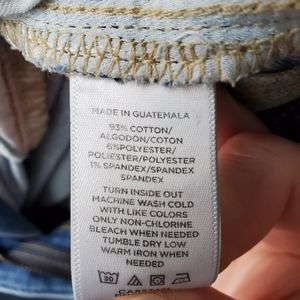 MADE IN GUATEMALA
93% COTTON/
ALGODON/COTON
6%POLYESTER/
POLIESTER/POLYESTER
1% SPANDEX/SPANDEX
SPANDEX
TURN INSIDE OUT
MACHINE WASH COLD
WITH LIKE COLORS
ONLY NON-CHLORINE
BLEACH WHEN NEEDED
TUMBLE DRY LOW
WARM IRON WHEN
NEEDED
30